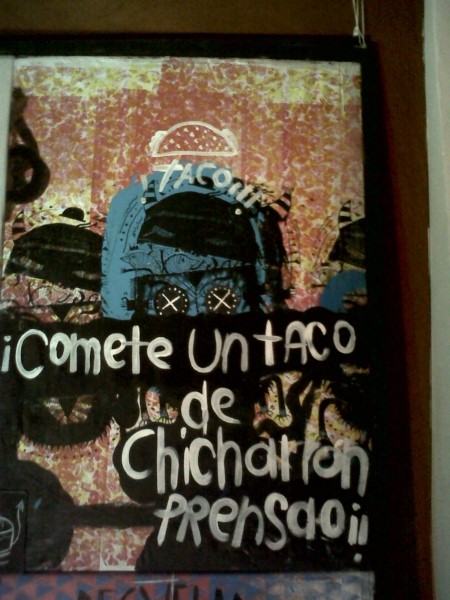 ¡TACO!!
¡Comete Un tACO
de
Chicharron
PRensao!!